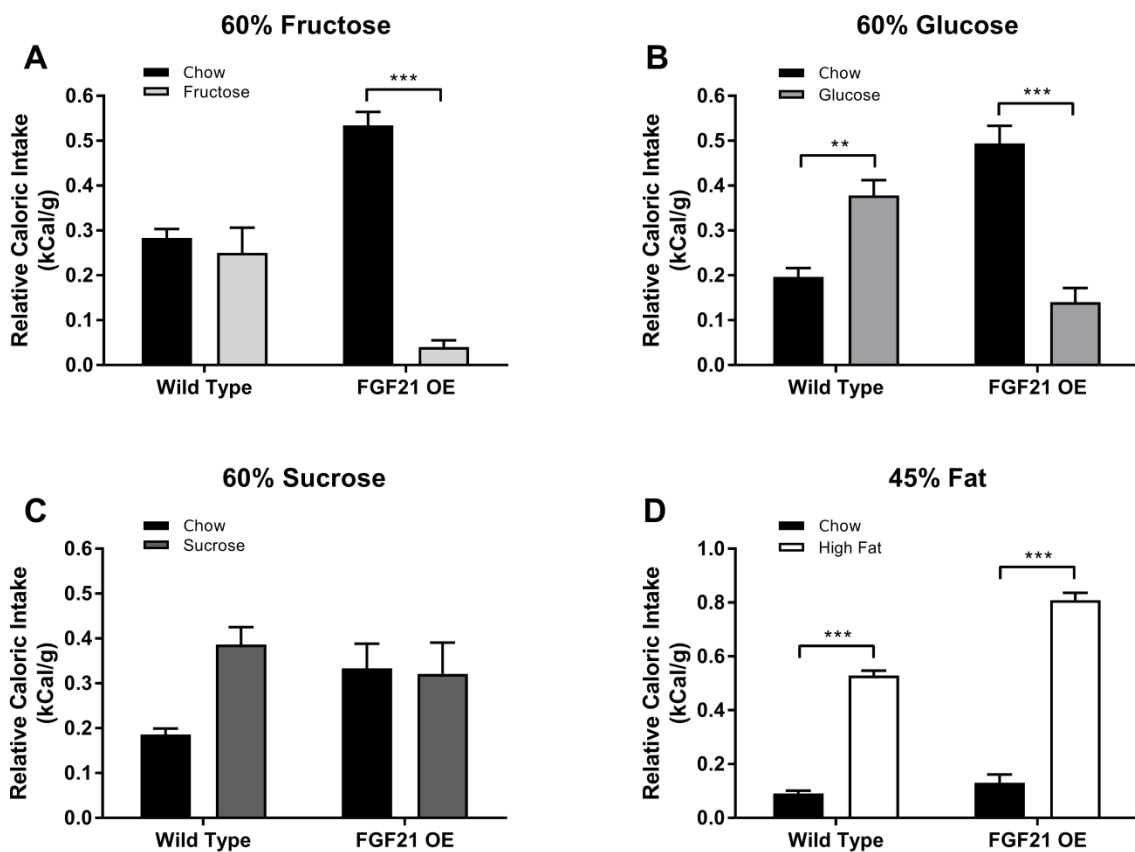 60% Fructose
A
Chow
Fructose
***
Relative Caloric Intake
(kCal/g)
0.6
0.5
0.4
0.3
0.2
0.1
0.0
Wild Type
FGF21 OE
60% Glucose
B
Chow
Glucose
**
***
Relative Caloric Intake
(kCal/g)
0.6
0.5
0.4
0.3
0.2
0.1
0.0
Wild Type
FGF21 OE
60% Sucrose
C
Chow
Sucrose
Relative Caloric Intake
(kCal/g)
0.6
0.5
0.4
0.3
0.2
0.1
0.0
Wild Type
FGF21 OE
45% Fat
D
Chow
High Fat
***
***
Relative Caloric Intake
(kCal/g)
1.0
0.8
0.6
0.4
0.2
0.0
Wild Type
FGF21 OE